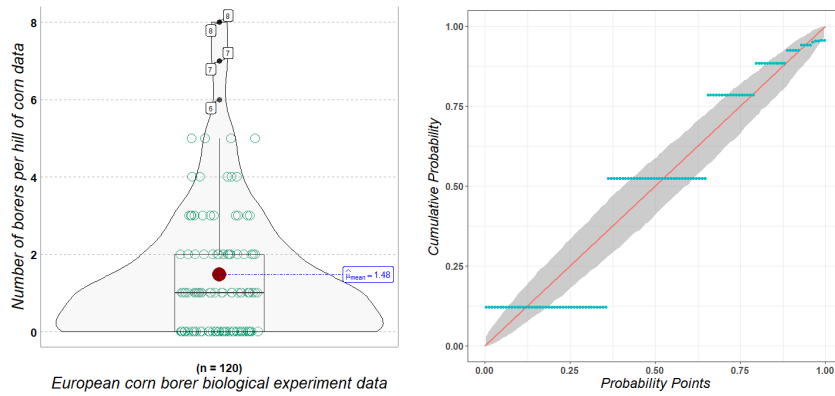 Number of borers per hill of corn data
8
6
4
2
0
8
8
7
7
6
μ̂mean = 1.48
(n = 120)
European corn borer biological experiment data
Cumulative Probability
1.00
0.75
0.50
0.25
0.00
0.00 0.25 0.50 0.75 1.00
Probability Points